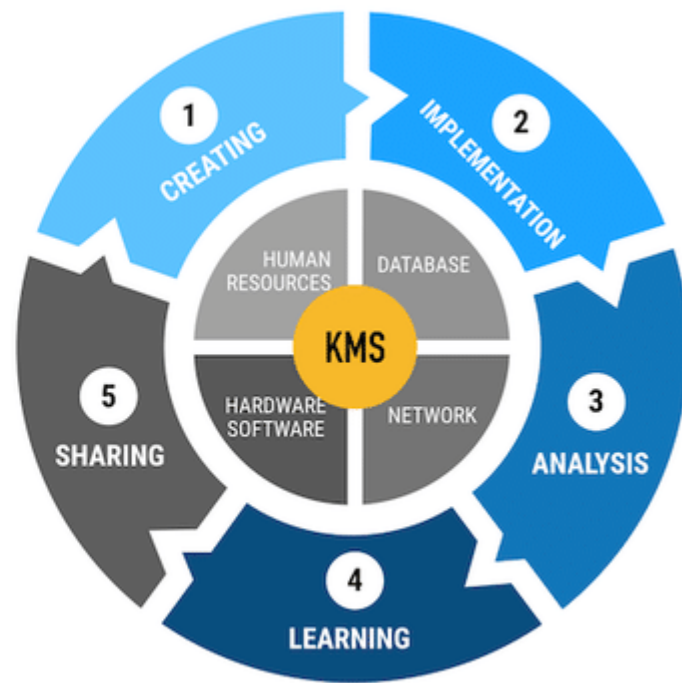 1
CREATING
2
IMPLEMENTATION
3
ANALYSIS
4
LEARNING
5
SHARING
HUMAN
RESOURCES
DATABASE
KMS
HARDWARE
SOFTWARE
NETWORK